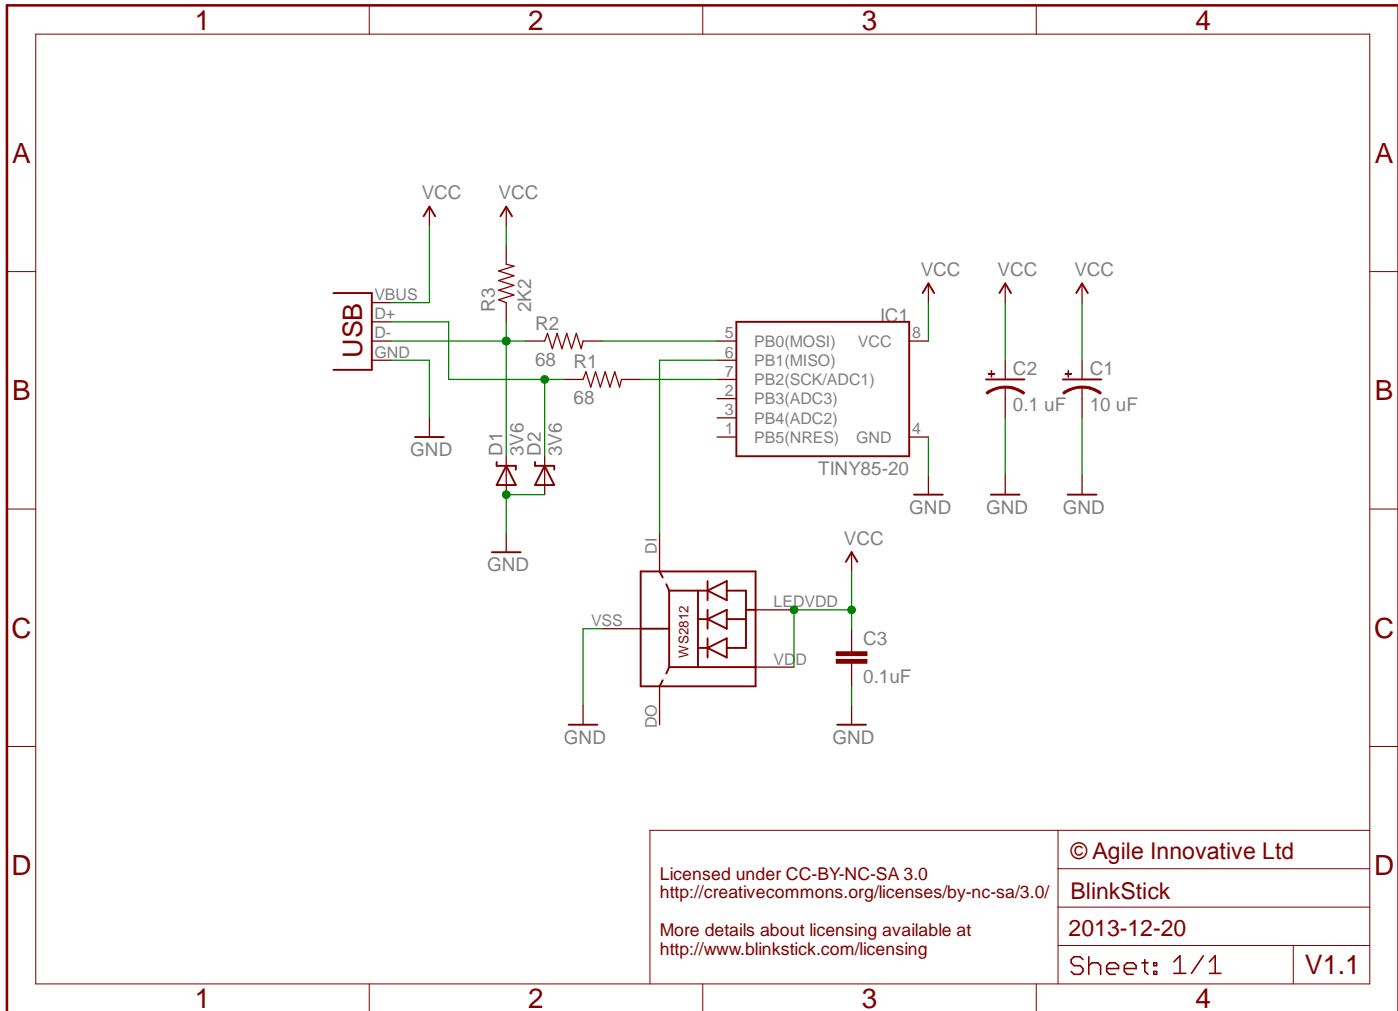 1 2 3 4
A A
VCC VCC
VCC VCC VCC
R3 2K2
USB
VBUS
D+
D-
GND
R2
68
R1
68
IC1
5 PB0(MOSI) VCC 8
6 PB1(MISO)
7 PB2(SCK/ADC1)
2 PB3(ADC3)
3 PB4(ADC2)
1 PB5(NRES) GND 4
TINY85-20
C2
0.1 uF
C1
10 uF
B B
GND
D1 3V6
D2 3V6
GND GND GND
GND
DI
VCC
LEDVDD
VSS
WS2812
VDD
C3
0.1uF
DO
GND GND
C C
D D
Licensed under CC-BY-NC-SA 3.0
http://creativecommons.org/licenses/by-nc-sa/3.0/
More details about licensing available at
http://www.blinkstick.com/licensing
© Agile Innovative Ltd
BlinkStick
2013-12-20
Sheet: 1/1 V1.1
1 2 3 4